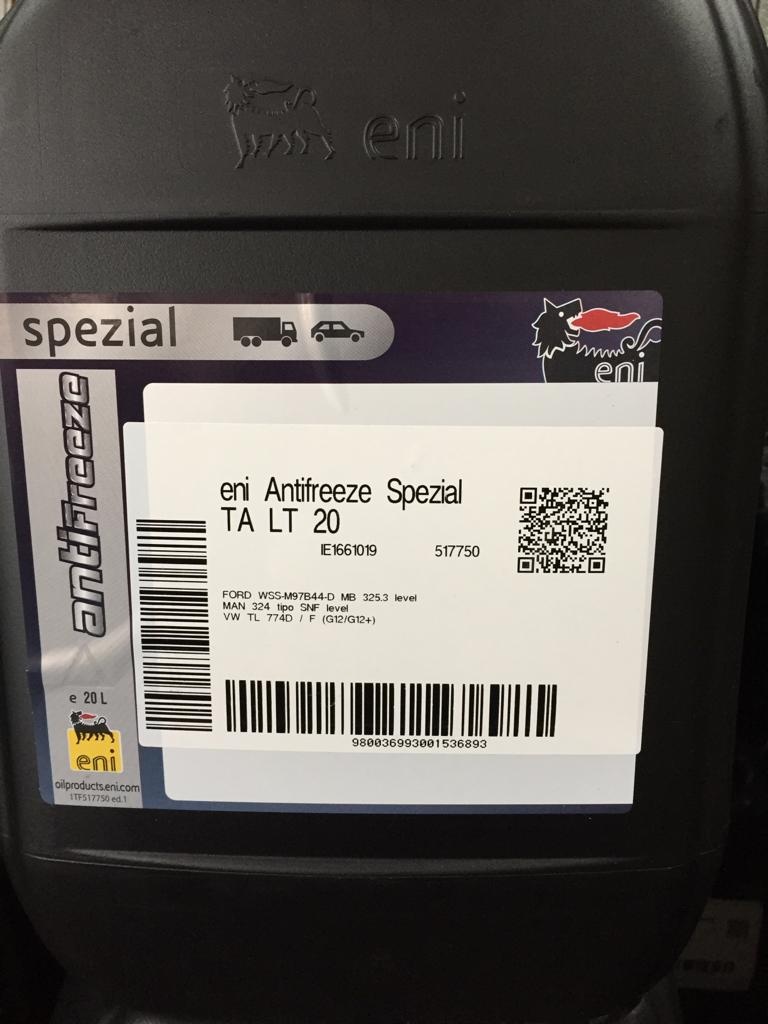 eni
spezial
eni
antifreeze
eni Antifreeze Spezial
TA LT 20
IE1661019 517750
FORD WSS-M97B44-D MB 325.3 level
MAN 324 tipo SNF level
VW TL 774D / F (G12/G12+)
980036993001536893
e 20 L
eni
oilproducts.eni.com
1TF517750 ed.1